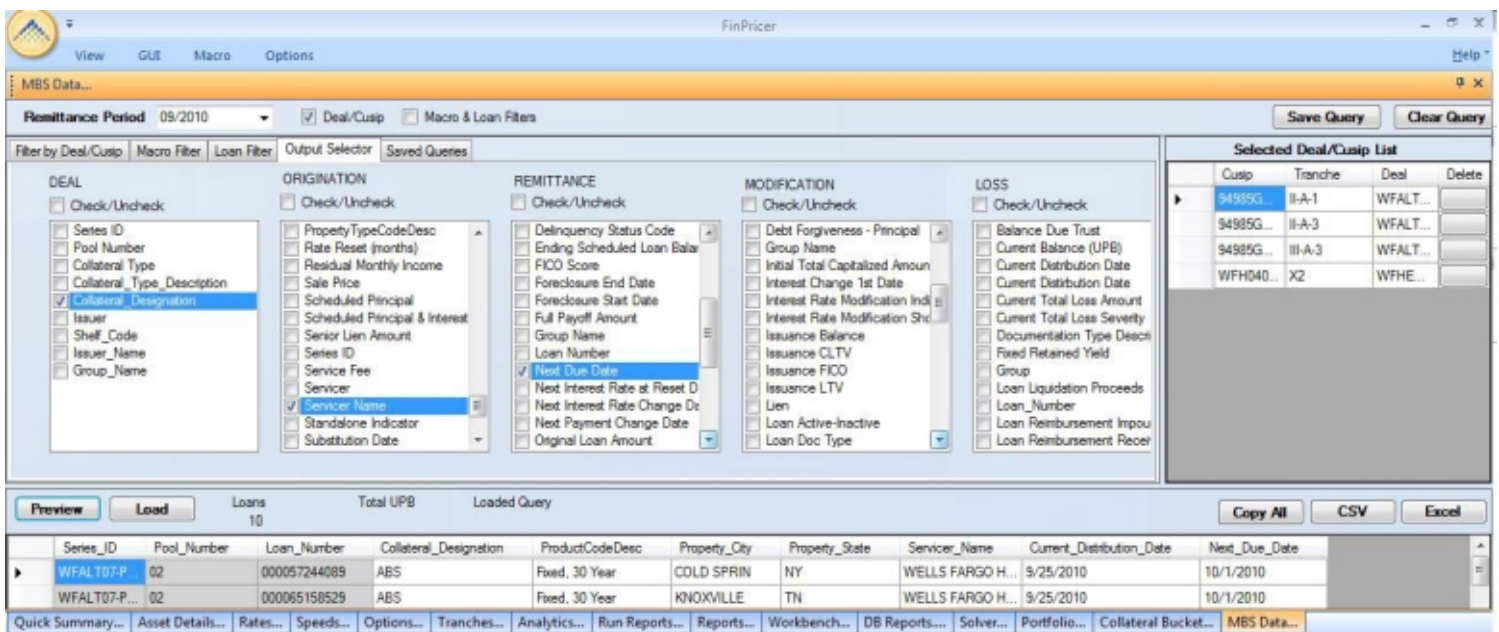 FinPricer
View GUI Macro Options Help
MBS Data...
Remittance Period 09/2010 Deal/Cusip Macro & Loan Filters Save Query Clear Query
Filter by Deal/Cusip Macro Filter Loan Filter Output Selector Saved Queries
DEAL
Check/Uncheck
Series ID
Pool Number
Collateral Type
Collateral_Type_Description
Collateral_Designation
Issuer
Shelf_Code
Issuer_Name
Group_Name
ORIGINATION
Check/Uncheck
PropertyTypeCodeDesc
Rate Reset (months)
Residual Monthly Income
Sale Price
Scheduled Principal
Scheduled Principal & Interest
Senior Lien Amount
Series ID
Service Fee
Servicer
Servicer Name
Standalone Indicator
Substitution Date
REMITTANCE
Check/Uncheck
Delinquency Status Code
Ending Scheduled Loan Balar
FICO Score
Foreclosure End Date
Foreclosure Start Date
Full Payoff Amount
Group Name
Loan Number
Next Due Date
Next Interest Rate at Reset D
Next Interest Rate Change Da
Next Payment Change Date
Original Loan Amount
MODIFICATION
Check/Uncheck
Debt Forgiveness - Principal
Group Name
Initial Total Capitalized Amoun
Interest Change 1st Date
Interest Rate Modification Indi
Interest Rate Modification Sho
Issuance Balance
Issuance CLTV
Issuance FICO
Issuance LTV
Lien
Loan Active-Inactive
Loan Doc Type
LOSS
Check/Uncheck
Balance Due Trust
Current Balance (UPB)
Current Distribution Date
Current Distirbution Date
Current Total Loss Amount
Current Total Loss Severity
Documentation Type Descri
Fixed Retained Yield
Group
Loan Liquidation Proceeds
Loan_Number
Loan Reimbursement Impou
Loan Reimbursement Recei
Selected Deal/Cusip List
Cusip Tranche Deal Delete
94985G... II-A-1 WFALT...
94985G... II-A-3 WFALT...
94985G... III-A-3 WFALT...
WFH040... X2 WFHE...
Preview Load Loans Total UPB Loaded Query Copy All CSV Excel
10
Series_ID Pool_Number Loan_Number Collateral_Designation ProductCodeDesc Property_City Property_State Servicer_Name Current_Distribution_Date Next_Due_Date
WFALT07-P... 02 000057244089 ABS Fixed, 30 Year COLD SPRIN NY WELLS FARGO H... 9/25/2010 10/1/2010
WFALT07-P... 02 000065158529 ABS Fixed, 30 Year KNOXVILLE TN WELLS FARGO H... 9/25/2010 10/1/2010
Quick Summary... Asset Details... Rates... Speeds... Options... Tranches... Analytics... Run Reports... Reports... Workbench... DB Reports.... Solver... Portfolio... Collateral Bucket... MBS Data...